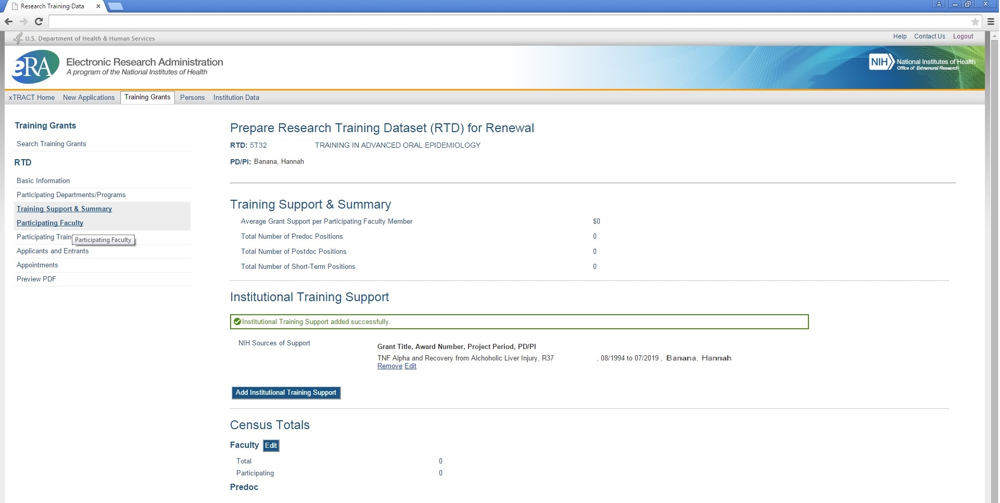 Research Training Data
U.S. Department of Health & Human Services
Help Contact Us Logout
eRA
Electronic Research Administration
A program of the National Institutes of Health
NIH
National Institutes of Health
Office of Extramural Research
xTRACT Home New Applications Training Grants Persons Institution Data
Training Grants
Search Training Grants
RTD
Basic Information
Participating Departments/Programs
Training Support & Summary
Participating Faculty
Participating Train
Participating Faculty
Applicants and Entrants
Appointments
Preview PDF
Prepare Research Training Dataset (RTD) for Renewal
RTD: 5T32 TRAINING IN ADVANCED ORAL EPIDEMIOLOGY
PD/PI: Banana, Hannah
Training Support & Summary
Average Grant Support per Participating Faculty Member $0
Total Number of Predoc Positions 0
Total Number of Postdoc Positions 0
Total Number of Short-Term Positions 0
Institutional Training Support
Institutional Training Support added successfully.
NIH Sources of Support
Grant Title, Award Number, Project Period, PD/PI
TNF Alpha and Recovery from Alchoholic Liver Injury, R37 , 08/1994 to 07/2019 , Banana, Hannah
Remove Edit
Add Institutional Training Support
Census Totals
Faculty Edit
Total 0
Participating 0
Predoc